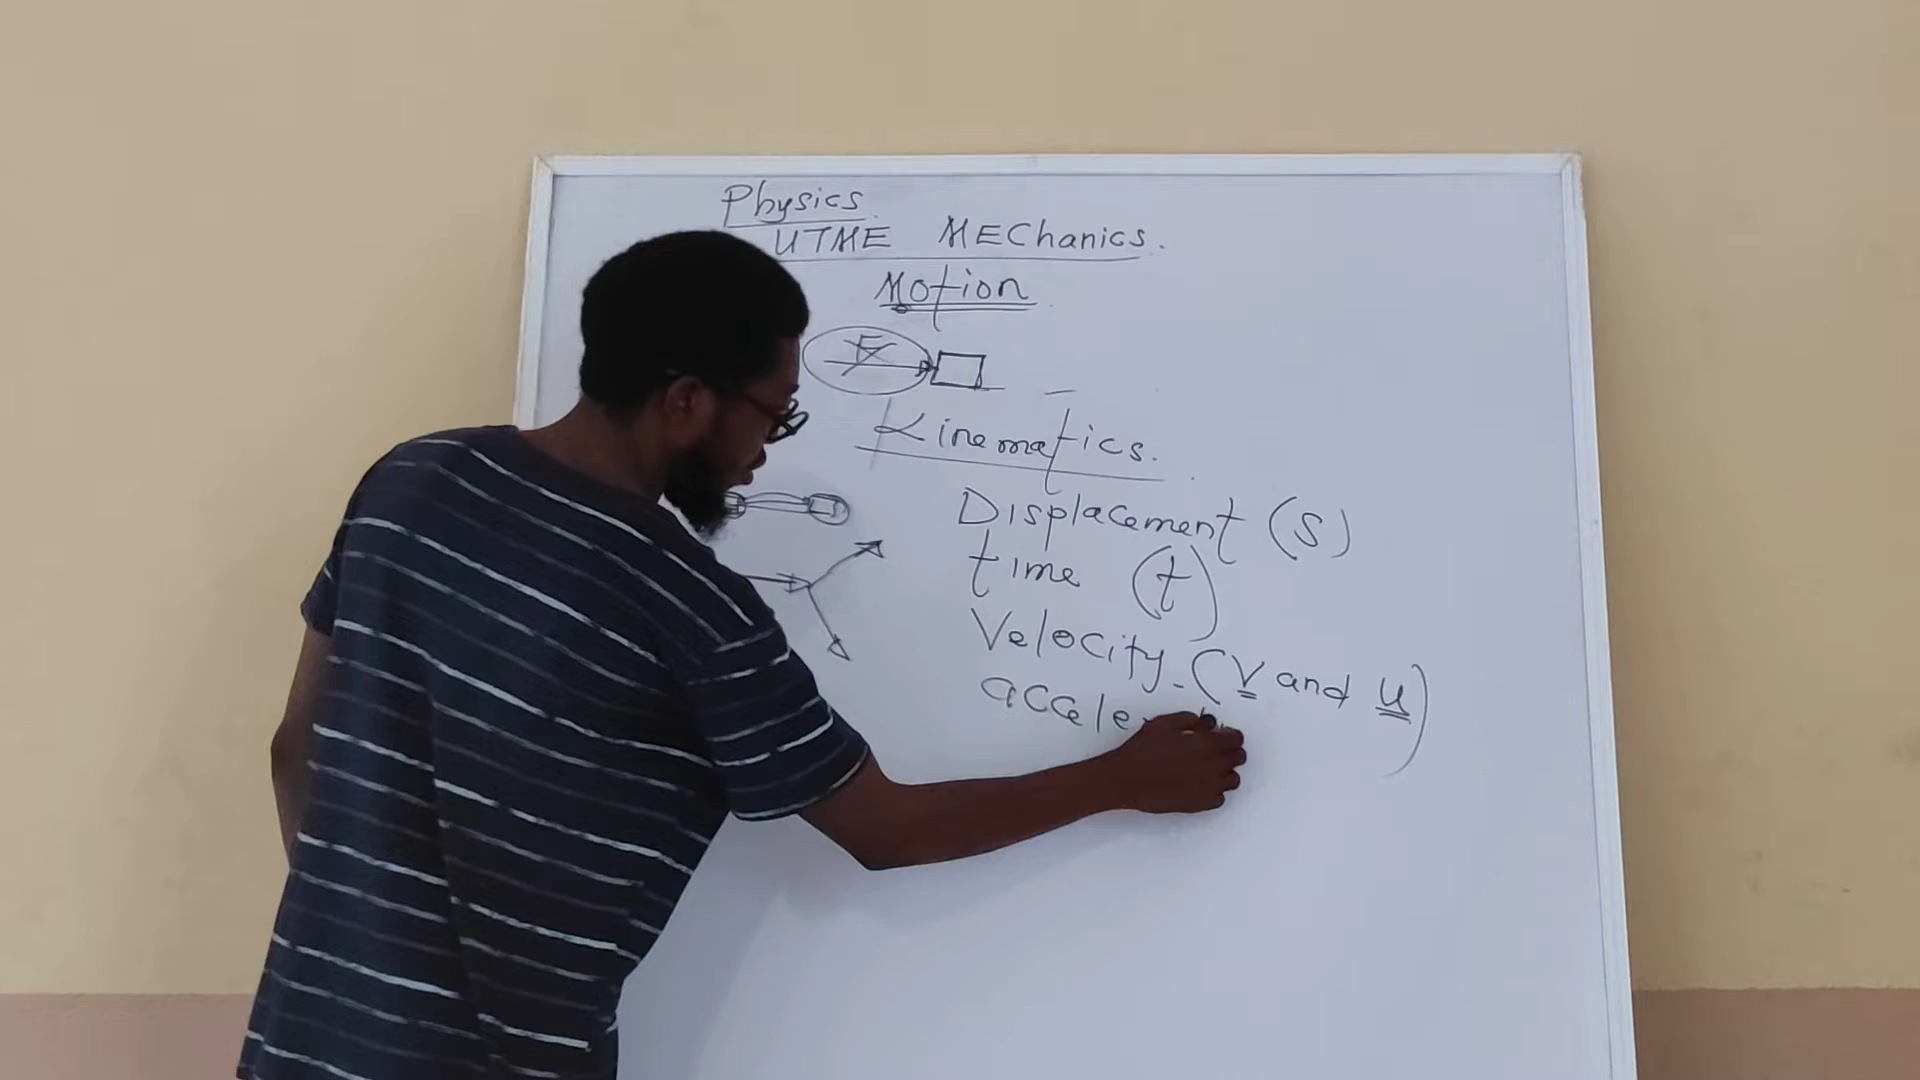 Physics.
UTME MEChanics.
Motion
F
Kinematics.
Displacement (S)
time (t)
Velocity. (V and u)